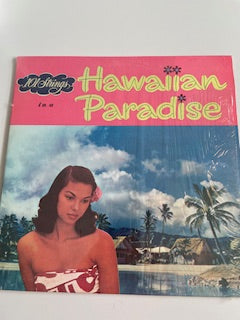 101 Strings
in a
Hawaiian
Paradise